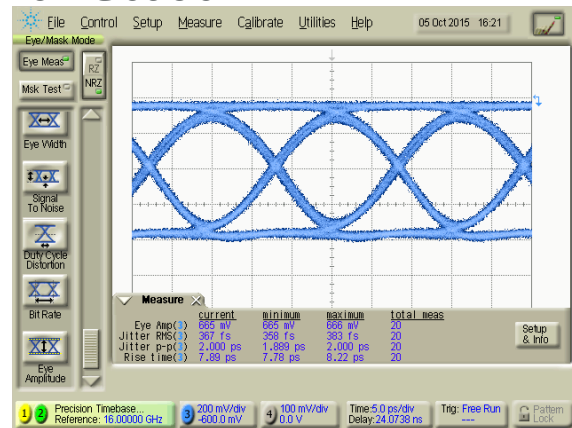 File Control Setup Measure Calibrate Utilities Help 05 Oct 2015 16:21
Eye/Mask Mode
Eye Meas
RZ
Msk Test
NRZ
Eye Width
Signal
To Noise
Duty Cycle
Distortion
Bit Rate
Eye
Amplitude
Measure
current minimum maximum total meas
Eye Amp(3) 665 mV 665 mV 666 mV 20
Jitter RMS(3) 367 fs 358 fs 383 fs 20
Jitter p-p(3) 2.000 ps 1.889 ps 2.000 ps 20
Rise time(3) 7.89 ps 7.78 ps 8.22 ps 20
Setup
& Info
1 2 Precision Timebase...
Reference: 16.00000 GHz
3 200 mV/div
-600.0 mV
4 100 mV/div
0.0 V
Time:5.0 ps/div
Delay:24.0738 ns
Trig: Free Run
---
Pattern
Lock